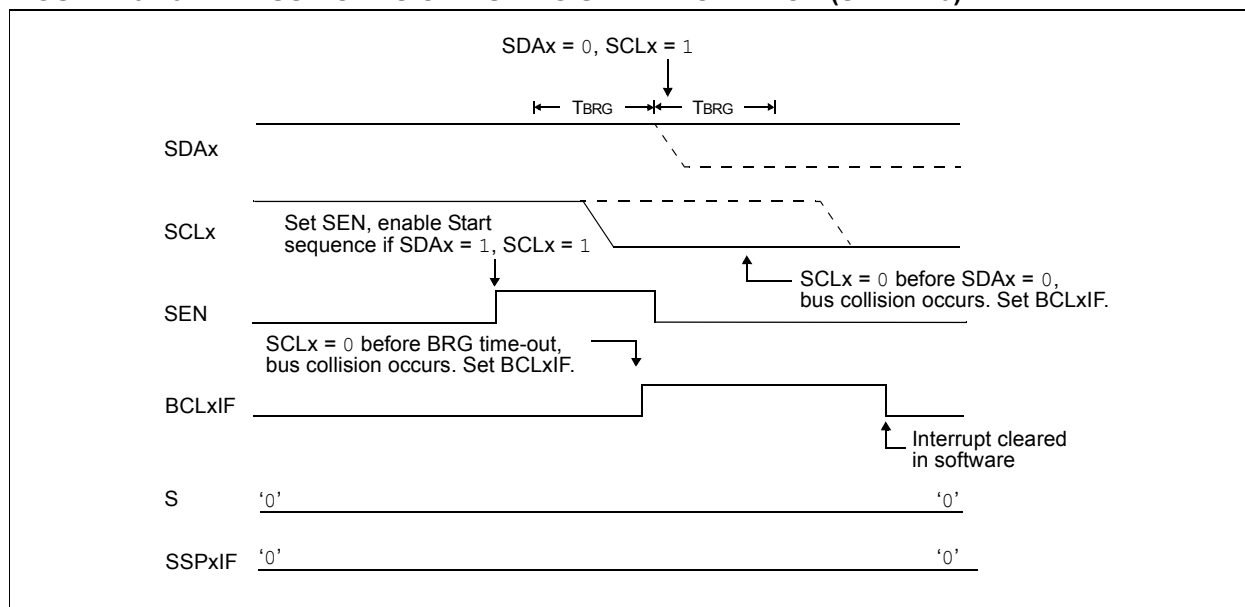 SDAx = 0, SCLx = 1
TBRG TBRG
SDAx
SCLx
Set SEN, enable Start
sequence if SDAx = 1, SCLx = 1
SCLx = 0 before SDAx = 0,
bus collision occurs. Set BCLxIF.
SEN
SCLx = 0 before BRG time-out,
bus collision occurs. Set BCLxIF.
BCLxIF
Interrupt cleared
in software
S ‘0’ ‘0’
SSPxIF ‘0’ ‘0’